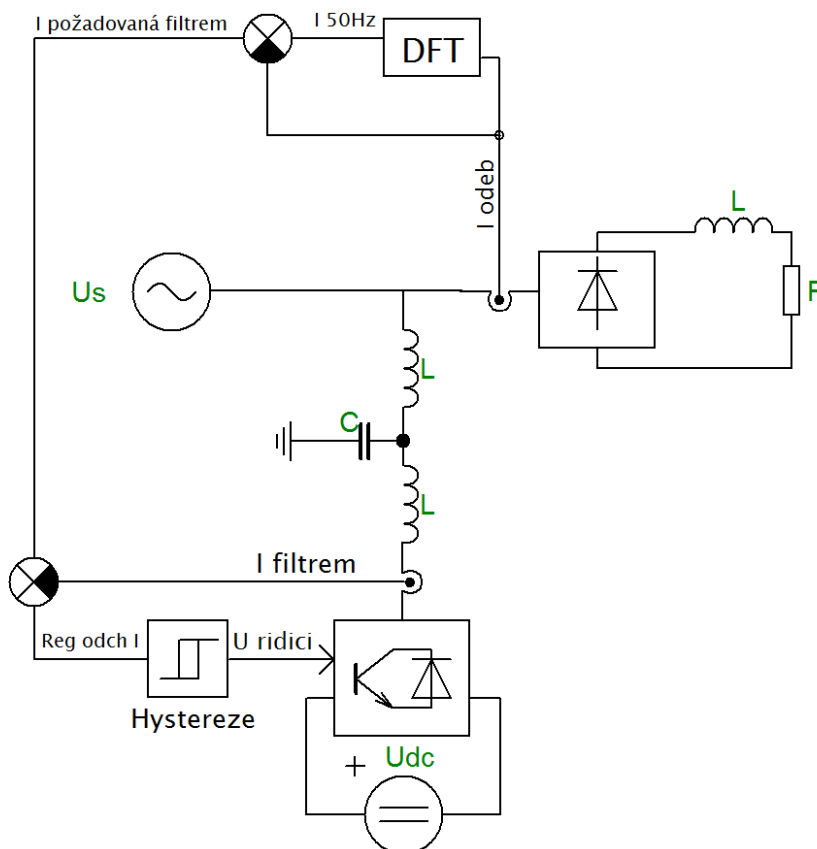 I požadovaná filtrem
I 50Hz
DFT
I odeb
L
Us
L
C
L
I filtrem
Reg odch I
U ridici
Hystereze
+
Udc